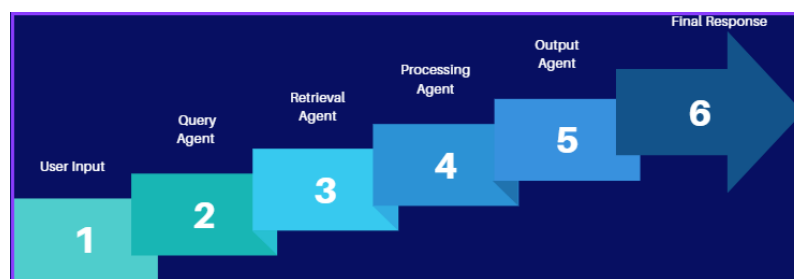 User Input
1
Query
Agent
2
Retrieval
Agent
3
Processing
Agent
4
Output
Agent
5
Final Response
6